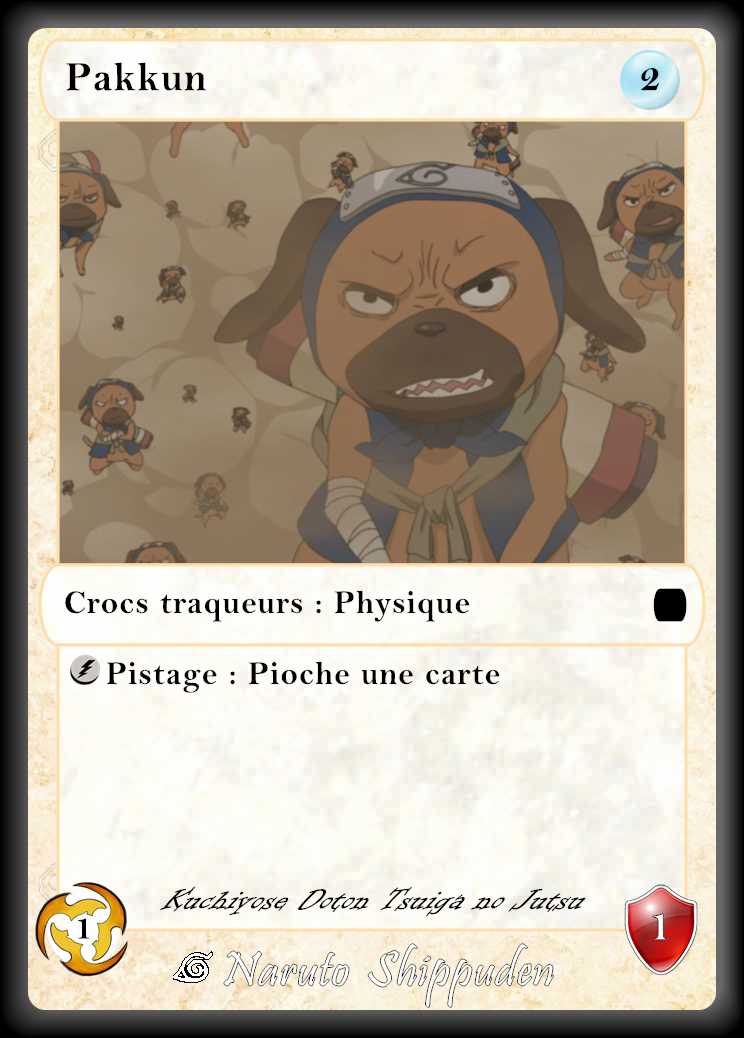 Pakkun
2
Crocs traqueurs : Physique
Pistage : Pioche une carte
Kuchiyose Doton Tsuiga no Jutsu
1
1
Naruto Shippuden